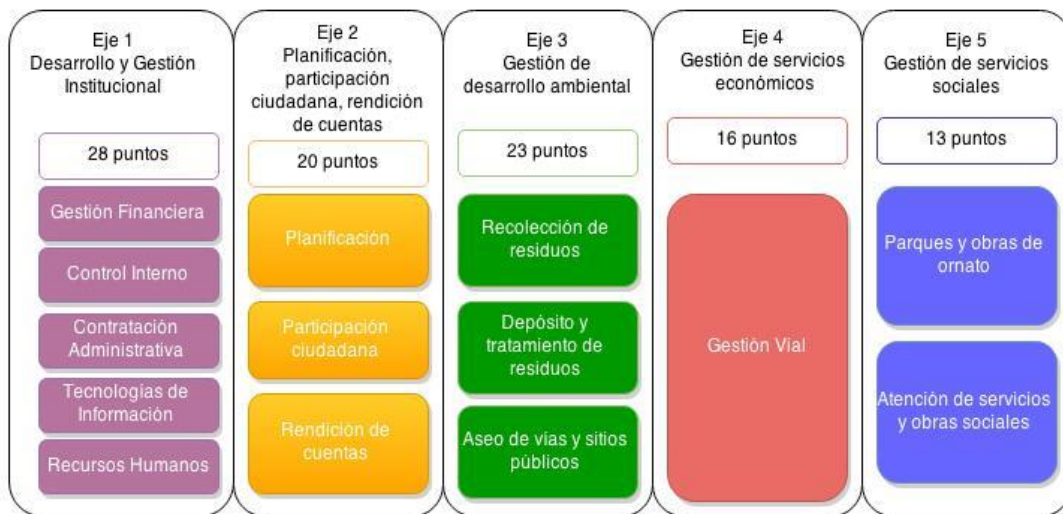 Eje 1
Desarrollo y Gestión
Institucional
28 puntos
Gestión Financiera
Control Interno
Contratación
Administrativa
Tecnologías de
Información
Recursos Humanos
Eje 2
Planificación,
participación
ciudadana, rendición
de cuentas
20 puntos
Planificación
Participación
ciudadana
Rendición de
cuentas
Eje 3
Gestión de
desarrollo ambiental
23 puntos
Recolección de
residuos
Depósito y
tratamiento de
residuos
Aseo de vías y sitios
públicos
Eje 4
Gestión de servicios
económicos
16 puntos
Gestión Vial
Eje 5
Gestión de servicios
sociales
13 puntos
Parques y obras de
ornato
Atención de servicios
y obras sociales